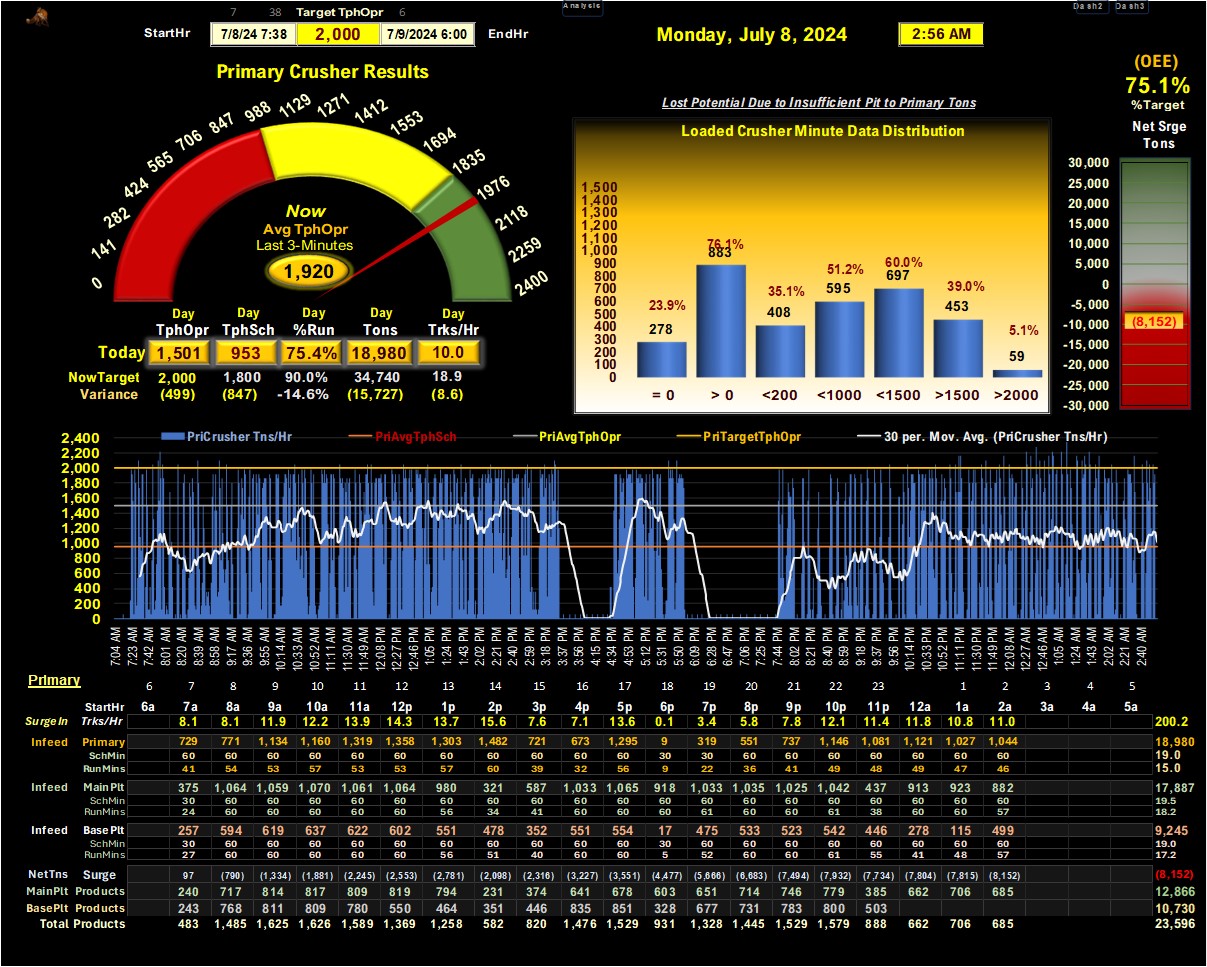 7 38 Target TphOpr 6 Analysis Dash2 Dash3
StartHr 7/8/24 7:38 2,000 7/9/2024 6:00 EndHr Monday, July 8, 2024 2:56 AM
(OEE)
75.1%
%Target
Primary Crusher Results
Lost Potential Due to Insufficient Pit to Primary Tons
Net Srge
Tons
0 141 282 424 565 706 847 988 1129 1271 1412 1553 1694 1835 1976 2118 2259 2400
Now
Avg TphOpr
Last 3-Minutes
1,920
Loaded Crusher Minute Data Distribution
1,500
1,400
1,300
1,200
1,100
1,000
900
800
700
600
500
400
300
200
100
0
23.9% 76.1% 35.1% 51.2% 60.0% 39.0% 5.1%
278 883 408 595 697 453 59
= 0 > 0 <200 <1000 <1500 >1500 >2000
30,000
25,000
20,000
15,000
10,000
5,000
0
-5,000
-10,000
-15,000
-20,000
-25,000
-30,000
(8,152)
Day Day Day Day Day
TphOpr TphSch %Run Tons Trks/Hr
Today 1,501 953 75.4% 18,980 10.0
NowTarget 2,000 1,800 90.0% 34,740 18.9
Variance (499) (847) -14.6% (15,727) (8.6)
PriCrusher Tns/Hr PriAvgTphSch PriAvgTphOpr PriTargetTphOpr 30 per. Mov. Avg. (PriCrusher Tns/Hr)
2,400
2,200
2,000
1,800
1,600
1,400
1,200
1,000
800
600
400
200
0
7:04 AM 7:23 AM 7:42 AM 8:01 AM 8:20 AM 8:39 AM 8:58 AM 9:17 AM 9:36 AM 9:55 AM 10:14 AM 10:33 AM 10:52 AM 11:11 AM 11:30 AM 11:49 AM 12:08 PM 12:27 PM 12:46 PM 1:05 PM 1:24 PM 1:43 PM 2:02 PM 2:21 PM 2:40 PM 2:59 PM 3:18 PM 3:37 PM 3:56 PM 4:15 PM 4:34 PM 4:53 PM 5:12 PM 5:31 PM 5:50 PM 6:09 PM 6:28 PM 6:47 PM 7:06 PM 7:25 PM 7:44 PM 8:02 PM 8:21 PM 8:40 PM 8:59 PM 9:18 PM 9:37 PM 9:56 PM 10:14 PM 10:33 PM 10:52 PM 11:11 PM 11:30 PM 11:49 PM 12:08 AM 12:27 AM 12:46 AM 1:05 AM 1:24 AM 1:43 AM 2:02 AM 2:21 AM 2:40 AM
Primary 6 7 8 9 10 11 12 13 14 15 16 17 18 19 20 21 22 23 1 2 3 4 5
StartHr 6a 7a 8a 9a 10a 11a 12p 1p 2p 3p 4p 5p 6p 7p 8p 9p 10p 11p 12a 1a 2a 3a 4a 5a
SurgeIn Trks/Hr 8.1 8.1 11.9 12.2 13.9 14.3 13.7 15.6 7.6 7.1 13.6 0.1 3.4 5.8 7.8 12.1 11.4 11.8 10.8 11.0 200.2
Infeed Primary 729 771 1,134 1,160 1,319 1,358 1,303 1,482 721 673 1,295 9 319 551 737 1,146 1,081 1,121 1,027 1,044 18,980
SchMin 60 60 60 60 60 60 60 60 60 60 60 30 30 60 60 60 60 60 60 60 19.0
RunMins 41 54 53 57 53 53 57 60 39 32 56 9 22 36 41 49 48 49 47 46 15.0
Infeed MainPlt 375 1,064 1,059 1,070 1,061 1,064 980 321 587 1,033 1,065 918 1,033 1,035 1,025 1,042 437 913 923 882 17,887
SchMin 30 60 60 60 60 60 60 60 60 60 60 60 60 60 60 60 60 60 60 60 19.5
RunMins 24 60 60 60 60 60 56 34 41 60 60 60 61 60 60 61 38 60 60 57 18.2
Infeed BasePlt 257 594 619 637 622 602 551 478 352 551 554 17 475 533 523 542 446 278 115 499 9,245
SchMin 30 60 60 60 60 60 60 60 60 60 60 30 60 60 60 60 60 60 60 60 19.0
RunMins 27 60 60 60 60 60 56 51 40 60 60 5 52 60 60 61 55 41 48 57 17.2
NetTns Surge 97 (790) (1,334) (1,881) (2,245) (2,553) (2,781) (2,098) (2,316) (3,227) (3,551) (4,477) (5,666) (6,683) (7,494) (7,932) (7,734) (7,804) (7,815) (8,152) (8,152)
MainPlt Products 240 717 814 817 809 819 794 231 374 641 678 603 651 714 746 779 385 662 706 685 12,866
BasePlt Products 243 768 811 809 780 550 464 351 446 835 851 328 677 731 783 800 503 10,730
Total Products 483 1,485 1,625 1,626 1,589 1,369 1,258 582 820 1,476 1,529 931 1,328 1,445 1,529 1,579 888 662 706 685 23,596